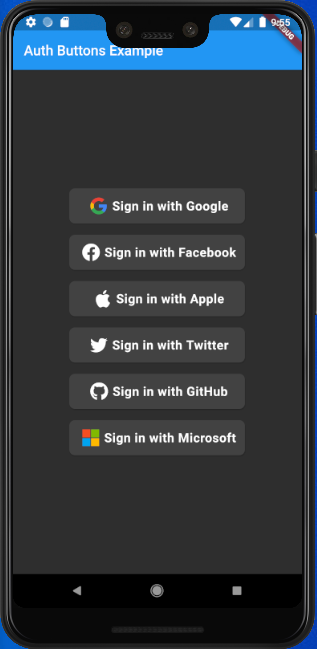 9:55
Auth Buttons Example
Sign in with Google
Sign in with Facebook
Sign in with Apple
Sign in with Twitter
Sign in with GitHub
Sign in with Microsoft